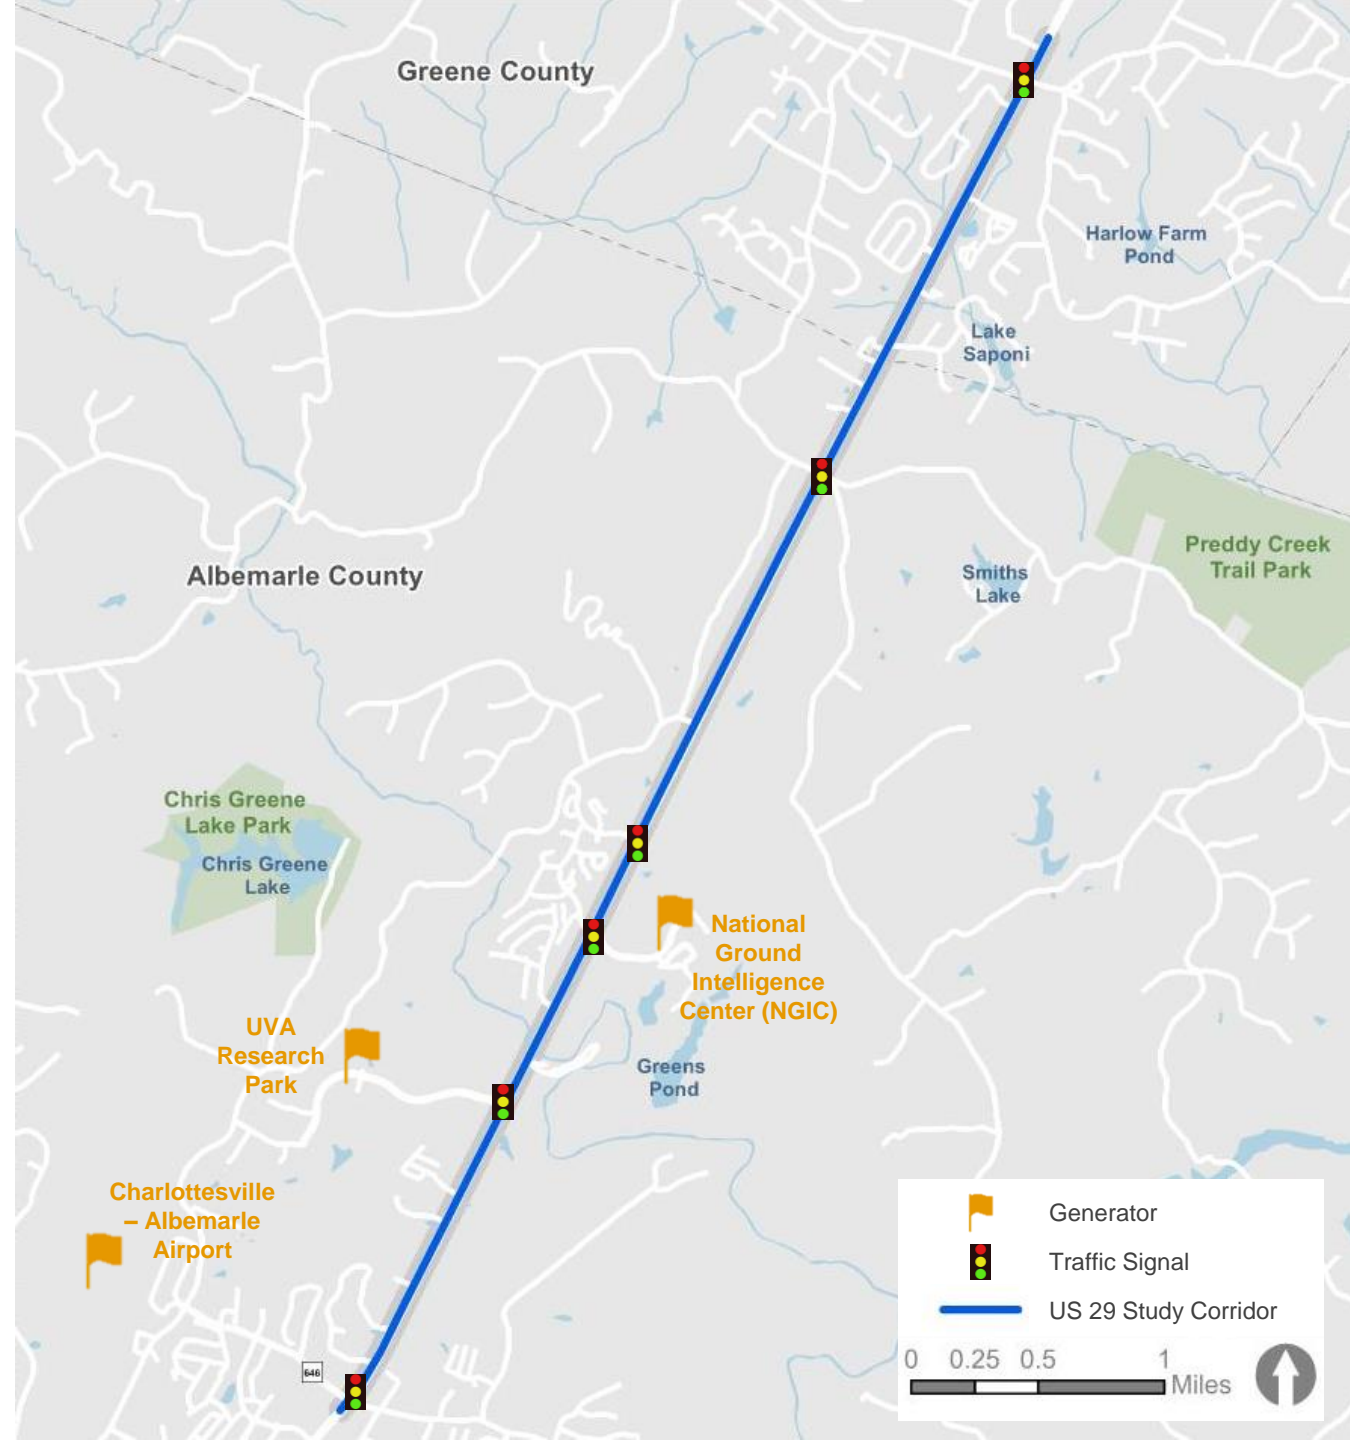 Greene County
Harlow Farm
Pond
Lake
Saponi
Preddy Creek
Trail Park
Smiths
Lake
Albemarle County
Chris Greene
Lake Park
Chris Greene
Lake
National
Ground
Intelligence
Center (NGIC)
UVA
Research
Park
Greens
Pond
Charlottesville
– Albemarle
Airport
646
Generator
Traffic Signal
US 29 Study Corridor
0 0.25 0.5 1
Miles